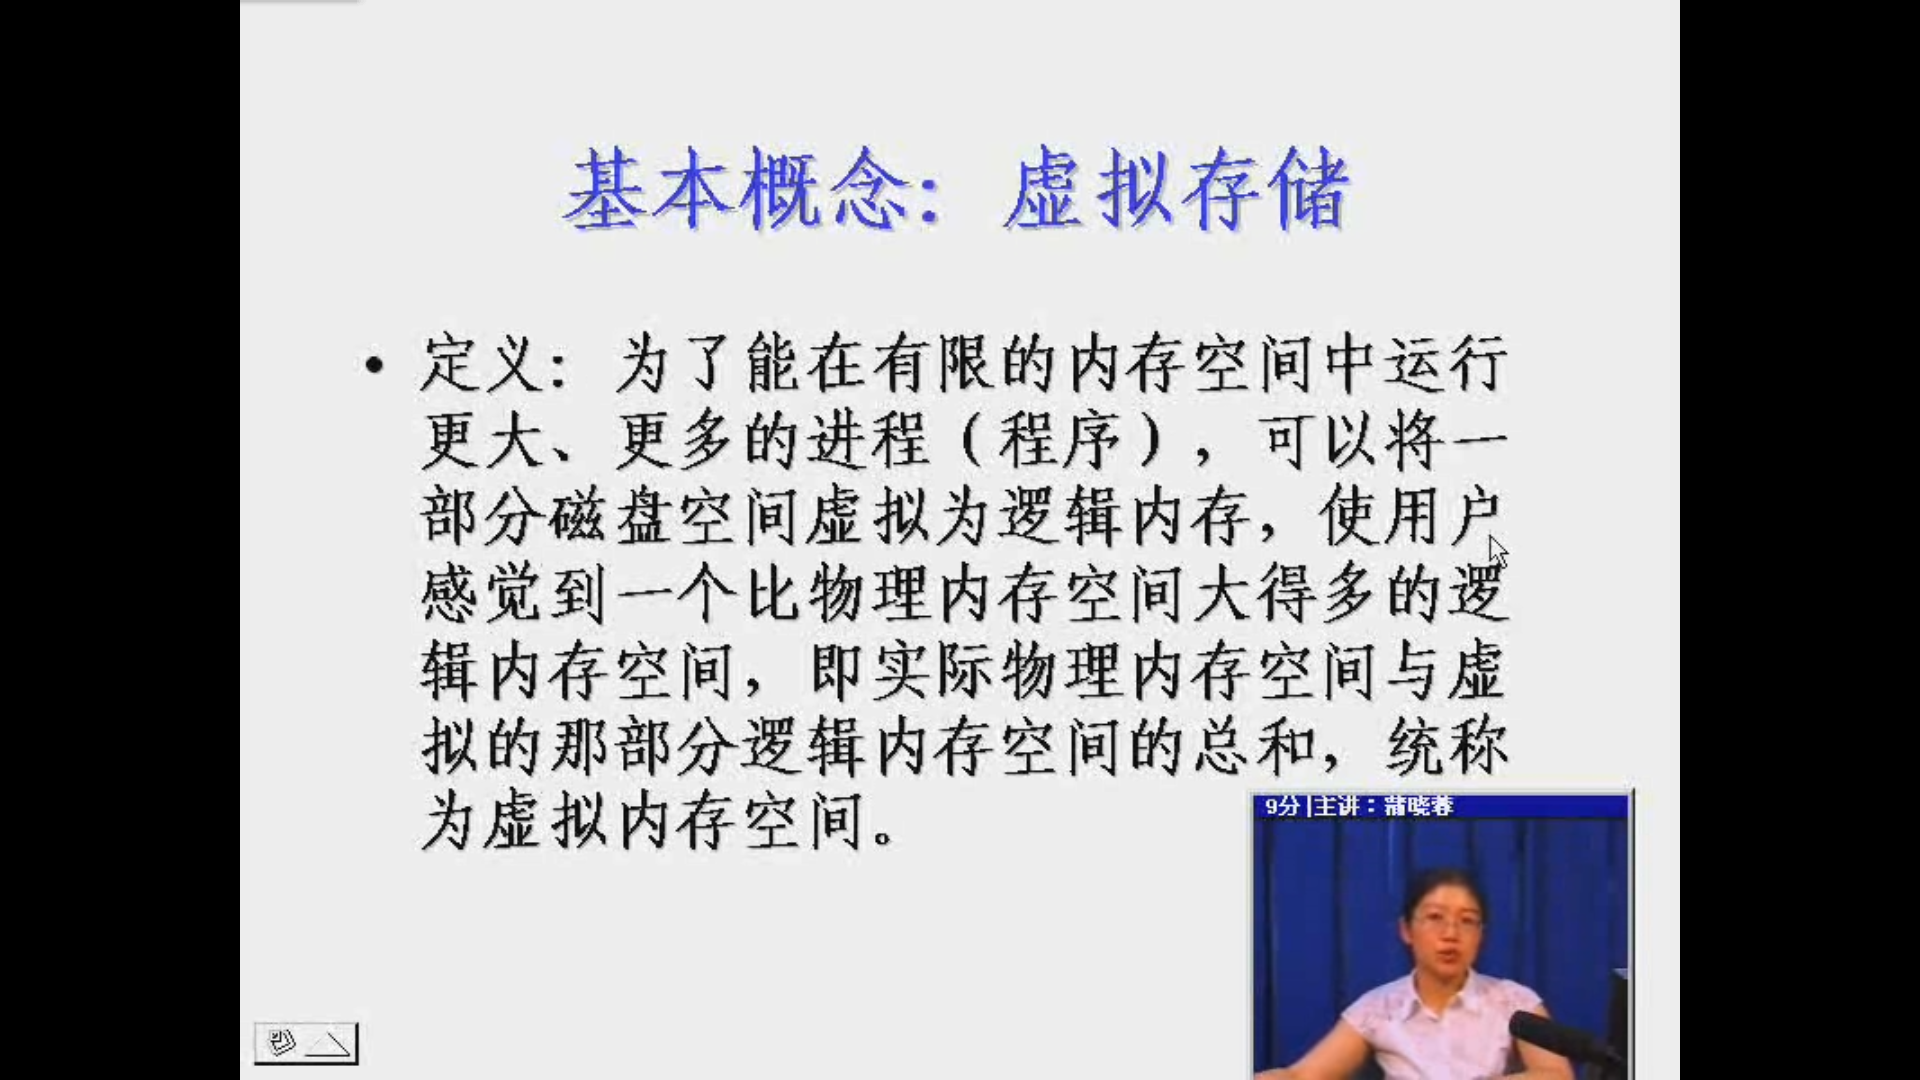 基本概念：虚拟存储
• 定义：为了能在有限的内存空间中运行
更大、更多的进程（程序），可以将一
部分磁盘空间虚拟为逻辑内存，使用户
感觉到一个比物理内存空间大得多的逻
辑内存空间，即实际物理内存空间与虚
拟的那部分逻辑内存空间的总和，统称
为虚拟内存空间。
9分|主讲：蒲晓蓉